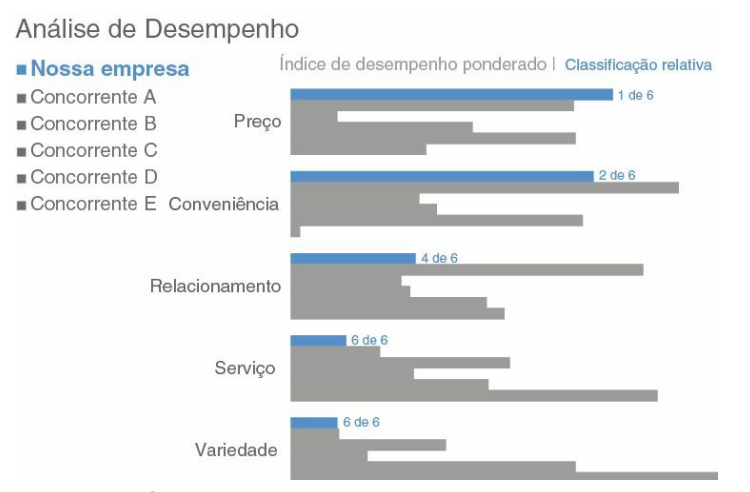 Análise de Desempenho
Nossa empresa
Concorrente A
Concorrente B
Concorrente C
Concorrente D
Concorrente E
Índice de desempenho ponderado | Classificação relativa
Preço
1 de 6
Conveniência
2 de 6
Relacionamento
4 de 6
Serviço
6 de 6
Variedade
6 de 6